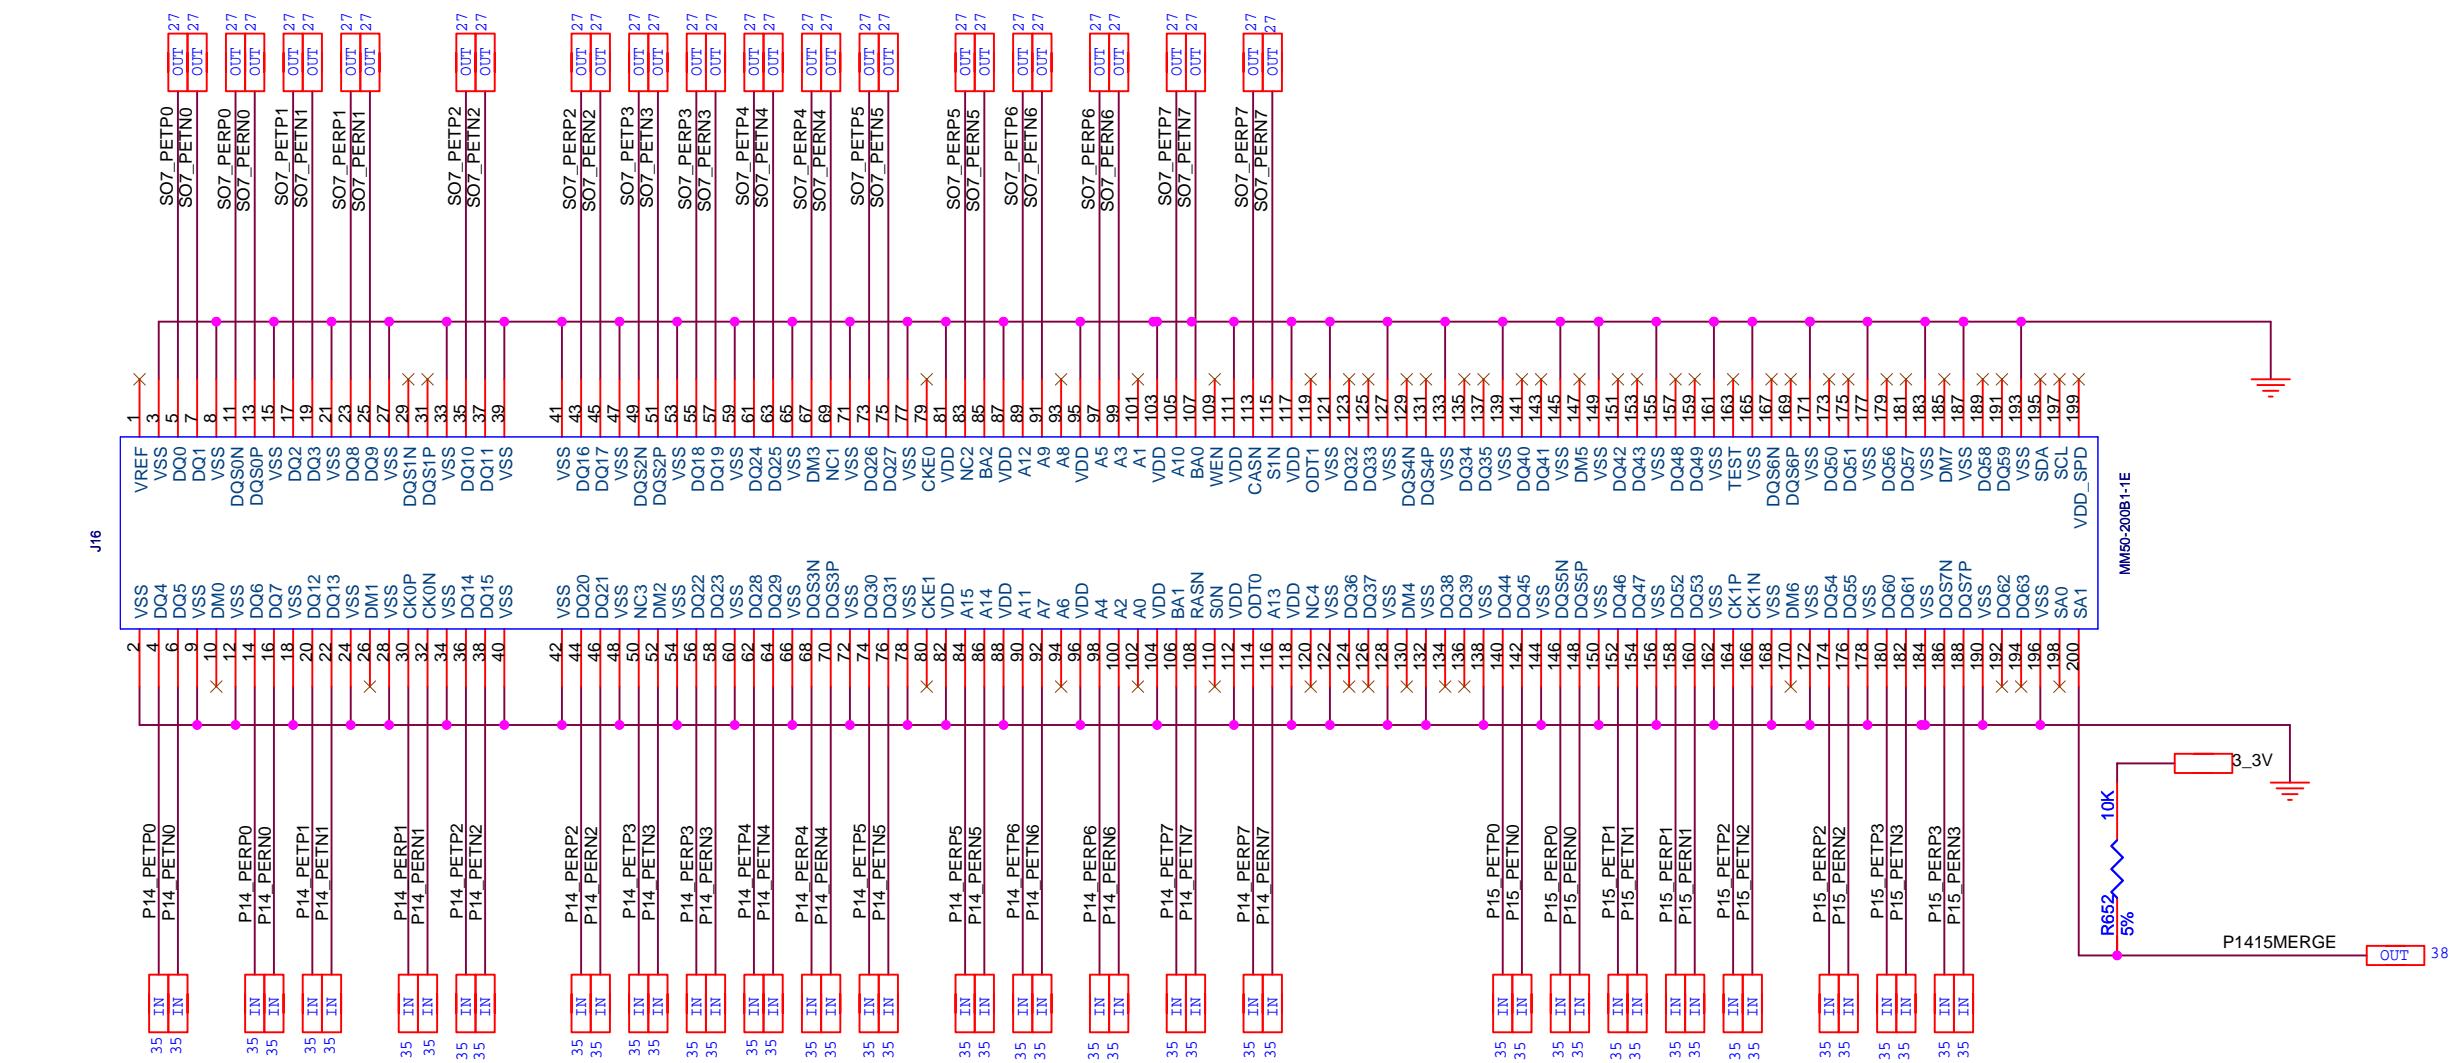 27 27 27 27 27 27 27 27 27 27 27 27 27 27 27 27 27 27 27 27 27 27 27 27 27 27 27 27 27 27 27 27
OUT OUT OUT OUT OUT OUT OUT OUT OUT OUT OUT OUT OUT OUT OUT OUT OUT OUT OUT OUT OUT OUT OUT OUT OUT OUT OUT OUT OUT OUT OUT OUT
SO7_PETP0 SO7_PETN0 SO7_PERP0 SO7_PERN0 SO7_PETP1 SO7_PETN1 SO7_PERP1 SO7_PERN1 SO7_PETP2 SO7_PETN2 SO7_PERP2 SO7_PERN2 SO7_PETP3 SO7_PETN3 SO7_PERP3 SO7_PERN3 SO7_PETP4 SO7_PETN4 SO7_PERP4 SO7_PERN4 SO7_PETP5 SO7_PETN5 SO7_PERP5 SO7_PERN5 SO7_PETP6 SO7_PETN6 SO7_PERP6 SO7_PERN6 SO7_PETP7 SO7_PETN7 SO7_PERP7 SO7_PERN7
1 3 5 7 8 11 13 15 17 19 21 23 25 27 29 31 33 35 37 39 41 43 45 47 49 51 53 55 57 59 61 63 65 67 69 71 73 75 77 79 81 83 85 87 89 91 93 95 97 99 101 103 105 107 109 111 113 115 117 119 121 123 125 127 129 131 133 135 137 139 141 143 145 147 149 151 153 155 157 159 161 163 165 167 169 171 173 175 177 179 181 183 185 187 189 191 193 195 197 199
VREF VSS DQ0 DQ1 VSS DQS0N DQS0P VSS DQ2 DQ3 VSS DQ8 DQ9 VSS DQS1N DQS1P VSS DQ10 DQ11 VSS VSS DQ16 DQ17 VSS DQS2N DQS2P VSS DQ18 DQ19 VSS DQ24 DQ25 VSS DM3 NC1 VSS DQ26 DQ27 VSS CKE0 VDD NC2 BA2 VDD A12 A9 A8 VDD A5 A3 A1 VDD A10 BA0 WEN VDD CASN S1N VDD ODT1 VSS DQ32 DQ33 VSS DQS4N DQS4P VSS DQ34 DQ35 VSS DQ40 DQ41 VSS DM5 VSS DQ42 DQ43 VSS DQ48 DQ49 VSS TEST VSS DQS6N DQS6P VSS DQ50 DQ51 VSS DQ56 DQ57 VSS DM7 VSS DQ58 DQ59 VSS SDA SCL VDD_SPD
J16
MM50-200B1-1E
VSS DQ4 DQ5 VSS DM0 VSS DQ6 DQ7 VSS DQ12 DQ13 VSS DM1 VSS CK0P CK0N VSS DQ14 DQ15 VSS VSS DQ20 DQ21 VSS NC3 DM2 VSS DQ22 DQ23 VSS DQ28 DQ29 VSS DQS3N DQS3P VSS DQ30 DQ31 VSS CKE1 VDD A15 A14 VDD A11 A7 A6 VDD A4 A2 A0 VDD BA1 RASN S0N VDD ODT0 A13 VDD NC4 VSS DQ36 DQ37 VSS DM4 VSS DQ38 DQ39 VSS DQ44 DQ45 VSS DQS5N DQS5P VSS DQ46 DQ47 VSS DQ52 DQ53 VSS CK1P CK1N VSS DM6 VSS DQ54 DQ55 VSS DQ60 DQ61 VSS DQS7N DQS7P VSS DQ62 DQ63 VSS SA0 SA1
2 4 6 9 10 12 14 16 18 20 22 24 26 28 30 32 34 36 38 40 42 44 46 48 50 52 54 56 58 60 62 64 66 68 70 72 74 76 78 80 82 84 86 88 90 92 94 96 98 100 102 104 106 108 110 112 114 116 118 120 122 124 126 128 130 132 134 136 138 140 142 144 146 148 150 152 154 156 158 160 162 164 166 168 170 172 174 176 178 180 182 184 186 188 190 192 194 196 198 200
3_3V
10K
R652
5%
P14_PETP0 P14_PETN0 P14_PERP0 P14_PERN0 P14_PETP1 P14_PETN1 P14_PERP1 P14_PERN1 P14_PETP2 P14_PETN2 P14_PERP2 P14_PERN2 P14_PETP3 P14_PETN3 P14_PERP3 P14_PERN3 P14_PETP4 P14_PETN4 P14_PERP4 P14_PERN4 P14_PETP5 P14_PETN5 P14_PERP5 P14_PERN5 P14_PETP6 P14_PETN6 P14_PERP6 P14_PERN6 P14_PETP7 P14_PETN7 P14_PERP7 P14_PERN7 P15_PETP0 P15_PETN0 P15_PERP0 P15_PERN0 P15_PETP1 P15_PETN1 P15_PERP1 P15_PERN1 P15_PETP2 P15_PETN2 P15_PERP2 P15_PERN2 P15_PETP3 P15_PETN3 P15_PERP3 P15_PERN3
P1415MERGE
OUT 38
IN IN IN IN IN IN IN IN IN IN IN IN IN IN IN IN IN IN IN IN IN IN IN IN IN IN IN IN IN IN IN IN IN IN IN IN IN IN IN IN IN IN IN IN IN IN IN IN
35 35 35 35 35 35 35 35 35 35 35 35 35 35 35 35 35 35 35 35 35 35 35 35 35 35 35 35 35 35 35 35 35 35 35 35 35 35 35 35 35 35 35 35 35 35 35 35